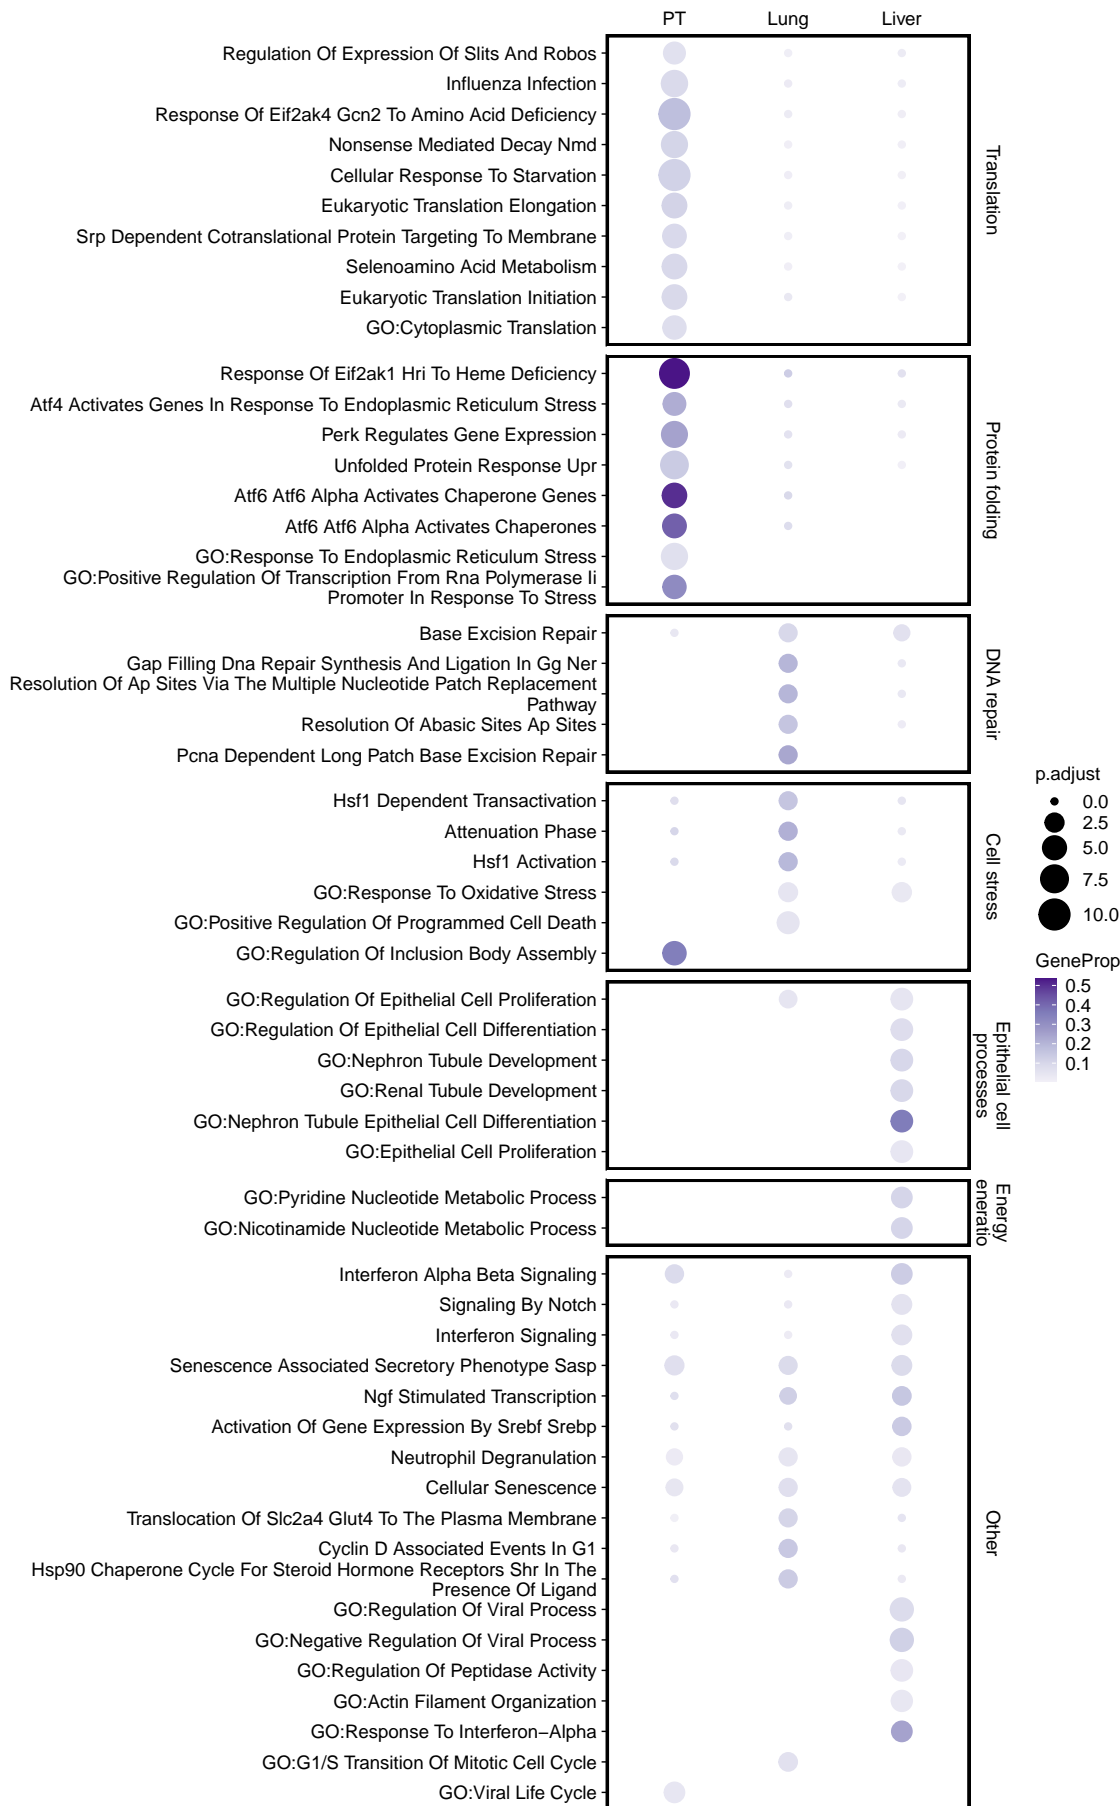 PT Lung Liver
Regulation Of Expression Of Slits And Robos
Influenza Infection
Response Of Eif2ak4 Gcn2 To Amino Acid Deficiency
Nonsense Mediated Decay Nmd
Cellular Response To Starvation
Eukaryotic Translation Elongation
Srp Dependent Cotranslational Protein Targeting To Membrane
Selenoamino Acid Metabolism
Eukaryotic Translation Initiation
GO:Cytoplasmic Translation
Translation
Response Of Eif2ak1 Hri To Heme Deficiency
Atf4 Activates Genes In Response To Endoplasmic Reticulum Stress
Perk Regulates Gene Expression
Unfolded Protein Response Upr
Atf6 Atf6 Alpha Activates Chaperone Genes
Atf6 Atf6 Alpha Activates Chaperones
GO:Response To Endoplasmic Reticulum Stress
GO:Positive Regulation Of Transcription From Rna Polymerase Ii
Promoter In Response To Stress
Protein folding
Base Excision Repair
Gap Filling Dna Repair Synthesis And Ligation In Gg Ner
Resolution Of Ap Sites Via The Multiple Nucleotide Patch Replacement
Pathway
Resolution Of Abasic Sites Ap Sites
Pcna Dependent Long Patch Base Excision Repair
DNA repair
Hsf1 Dependent Transactivation
Attenuation Phase
Hsf1 Activation
GO:Response To Oxidative Stress
GO:Positive Regulation Of Programmed Cell Death
GO:Regulation Of Inclusion Body Assembly
Cell stress
GO:Regulation Of Epithelial Cell Proliferation
GO:Regulation Of Epithelial Cell Differentiation
GO:Nephron Tubule Development
GO:Renal Tubule Development
GO:Nephron Tubule Epithelial Cell Differentiation
GO:Epithelial Cell Proliferation
Epithelial cell
processes
GO:Pyridine Nucleotide Metabolic Process
GO:Nicotinamide Nucleotide Metabolic Process
Energy
eneratio
Interferon Alpha Beta Signaling
Signaling By Notch
Interferon Signaling
Senescence Associated Secretory Phenotype Sasp
Ngf Stimulated Transcription
Activation Of Gene Expression By Srebf Srebp
Neutrophil Degranulation
Cellular Senescence
Translocation Of Slc2a4 Glut4 To The Plasma Membrane
Cyclin D Associated Events In G1
Hsp90 Chaperone Cycle For Steroid Hormone Receptors Shr In The
Presence Of Ligand
GO:Regulation Of Viral Process
GO:Negative Regulation Of Viral Process
GO:Regulation Of Peptidase Activity
GO:Actin Filament Organization
GO:Response To Interferon−Alpha
GO:G1/S Transition Of Mitotic Cell Cycle
GO:Viral Life Cycle
Other
p.adjust
0.0
2.5
5.0
7.5
10.0
GeneProp
0.5
0.4
0.3
0.2
0.1